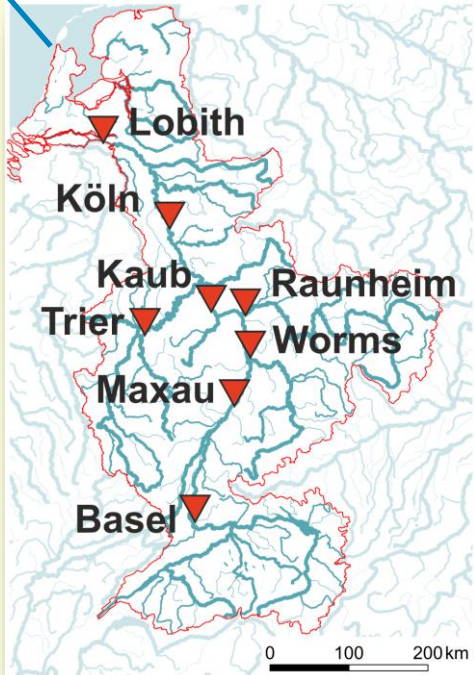 Lobith
Köln
Kaub
Raunheim
Trier
Worms
Maxau
Basel
0 100 200 km